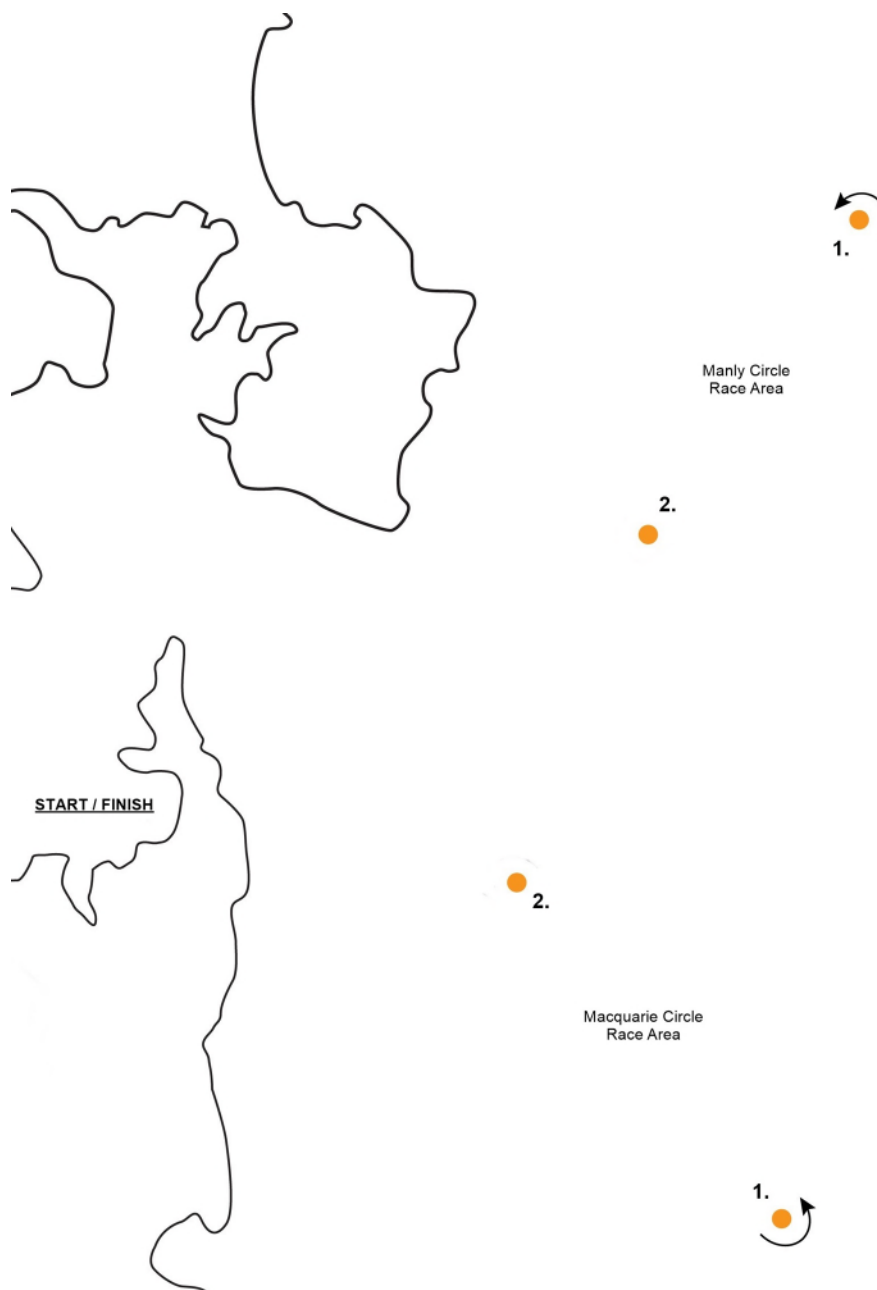 1.
Manly Circle
Race Area
2.
START / FINISH
2.
Macquarie Circle
Race Area
1.